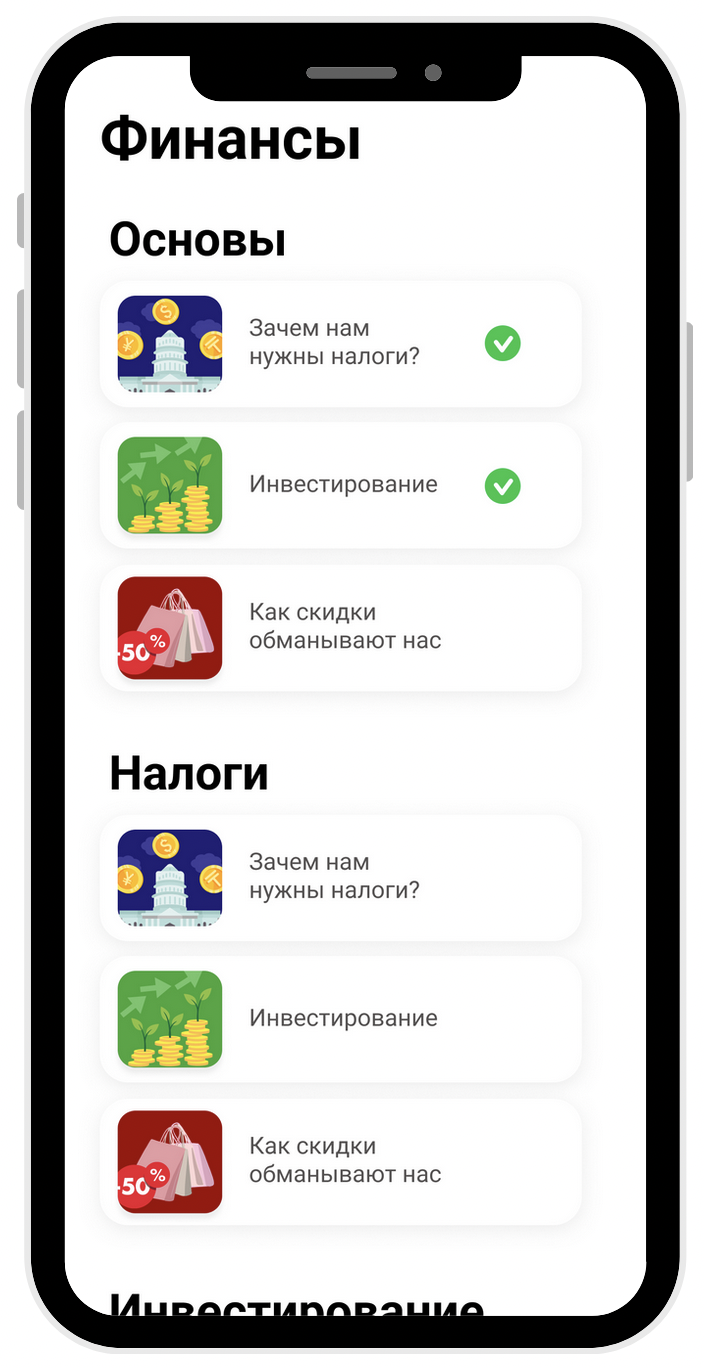 Финансы
Основы
Зачем нам
нужны налоги?
Инвестирование
Как скидки
обманывают нас
-50%
Налоги
Зачем нам
нужны налоги?
Инвестирование
Как скидки
обманывают нас
-50%
Инвестирование